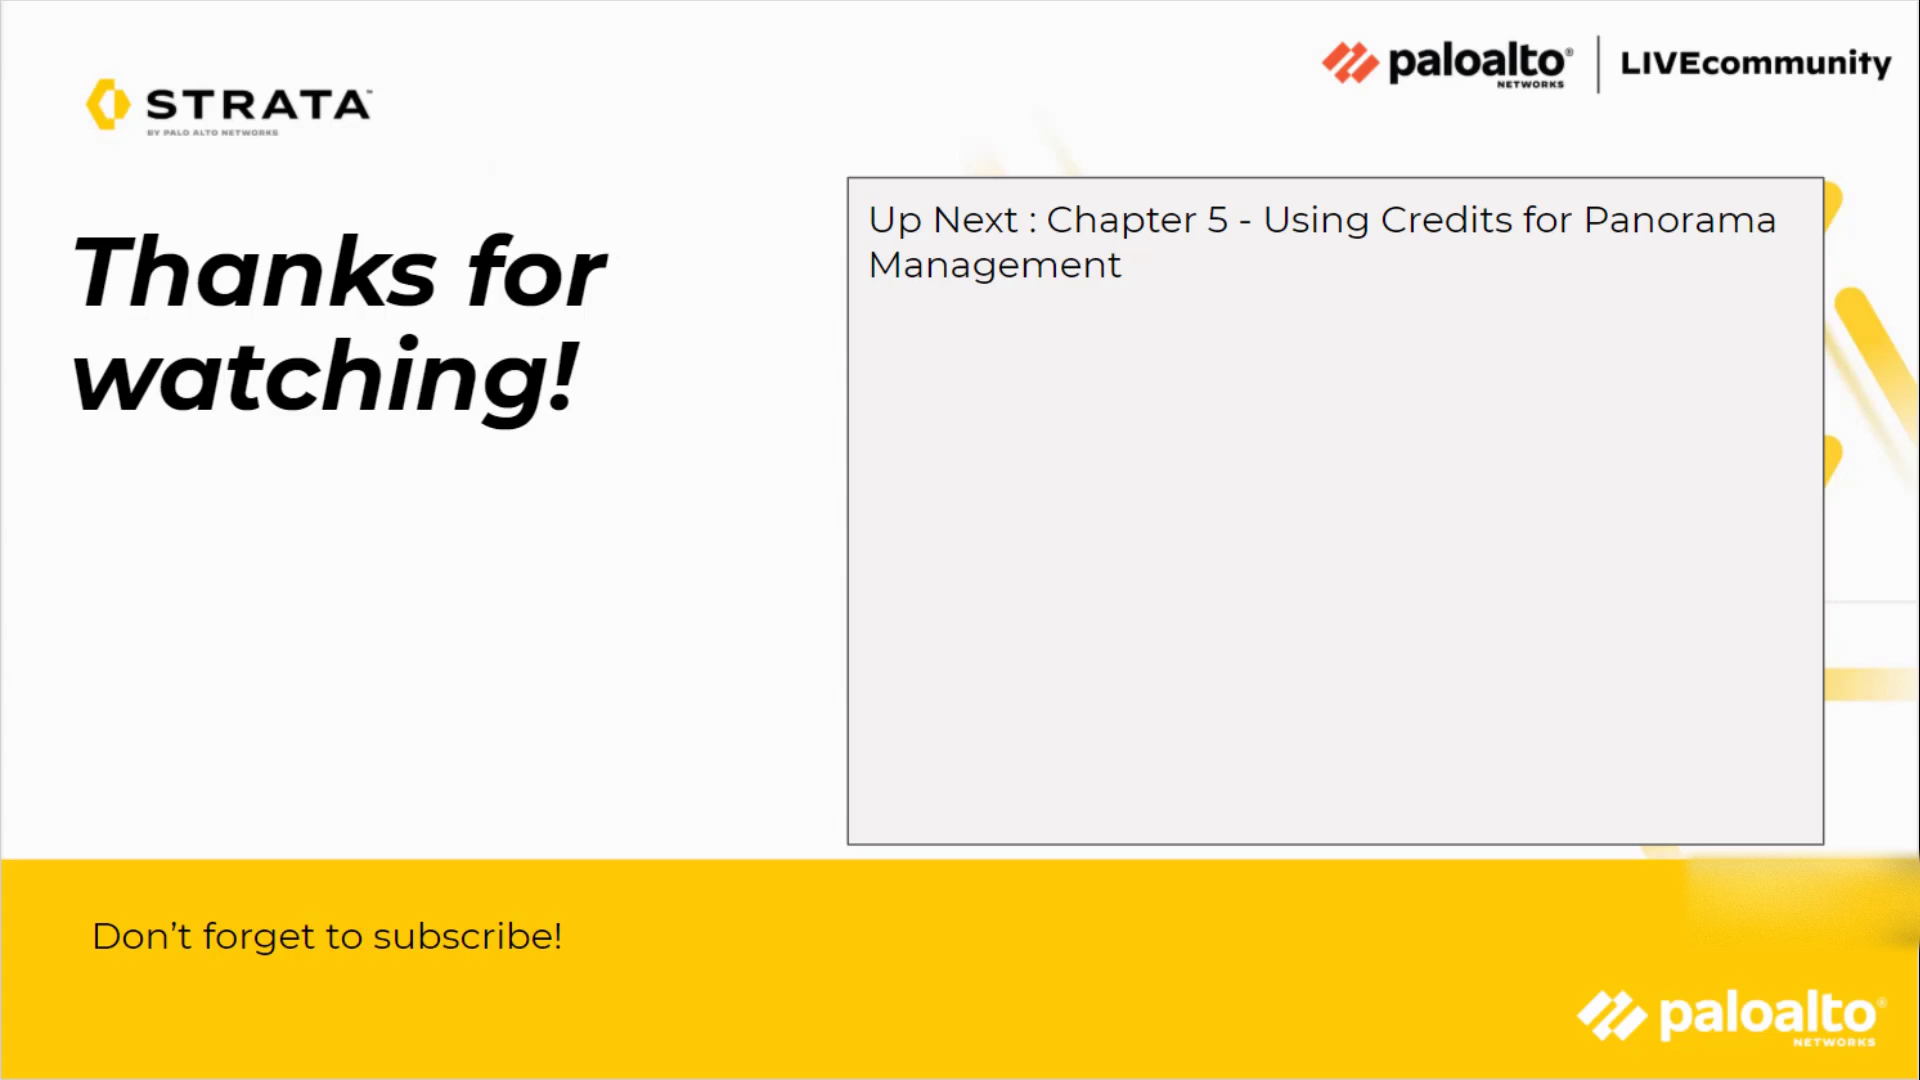 STRATA™
BY PALO ALTO NETWORKS
paloalto®
NETWORKS
LIVEcommunity
Thanks for
watching!
Up Next : Chapter 5 - Using Credits for Panorama
Management
Don’t forget to subscribe!
paloalto®
NETWORKS